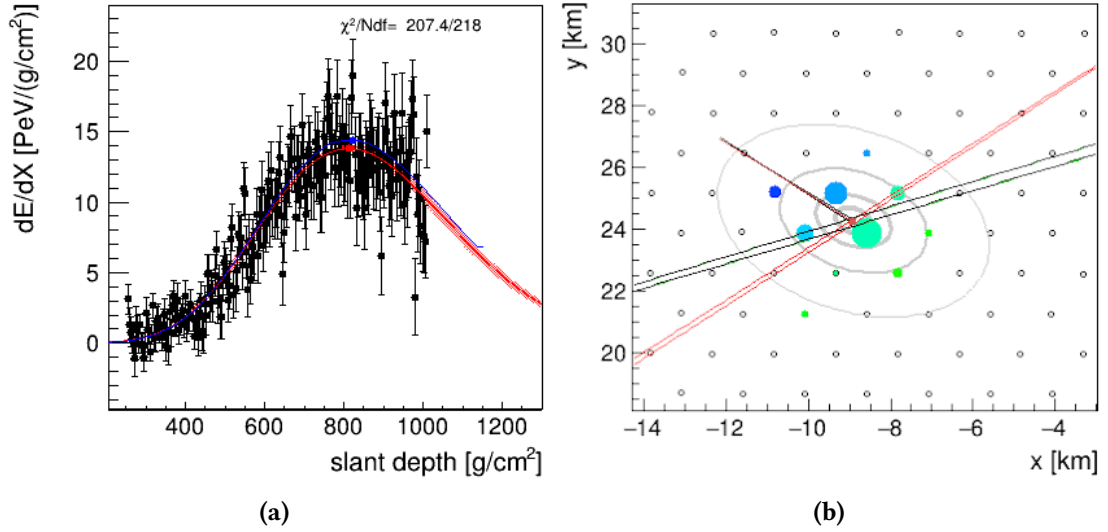 χ²/Ndf= 207.4/218
dE/dX [PeV/(g/cm²)]
20
15
10
5
0
400 600 800 1000 1200
slant depth [g/cm²]
(a)
y [km]
30
28
26
24
22
20
−14 −12 −10 −8 −6 −4
x [km]
(b)